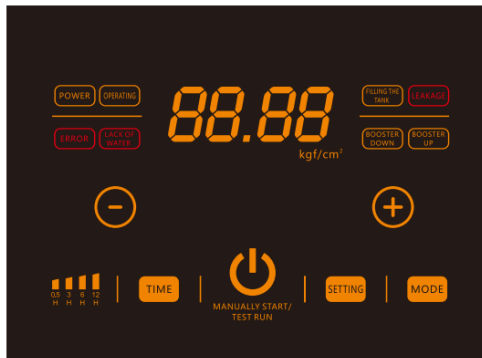 POWER OPERATING 88.88 FILLING THE TANK LEAKAGE
ERROR LACK OF WATER kgf/cm² BOOSTER DOWN BOOSTER UP
- +
0,5 H 3 H 6 H 12 H TIME MANUALLY START/ TEST RUN SETTING MODE